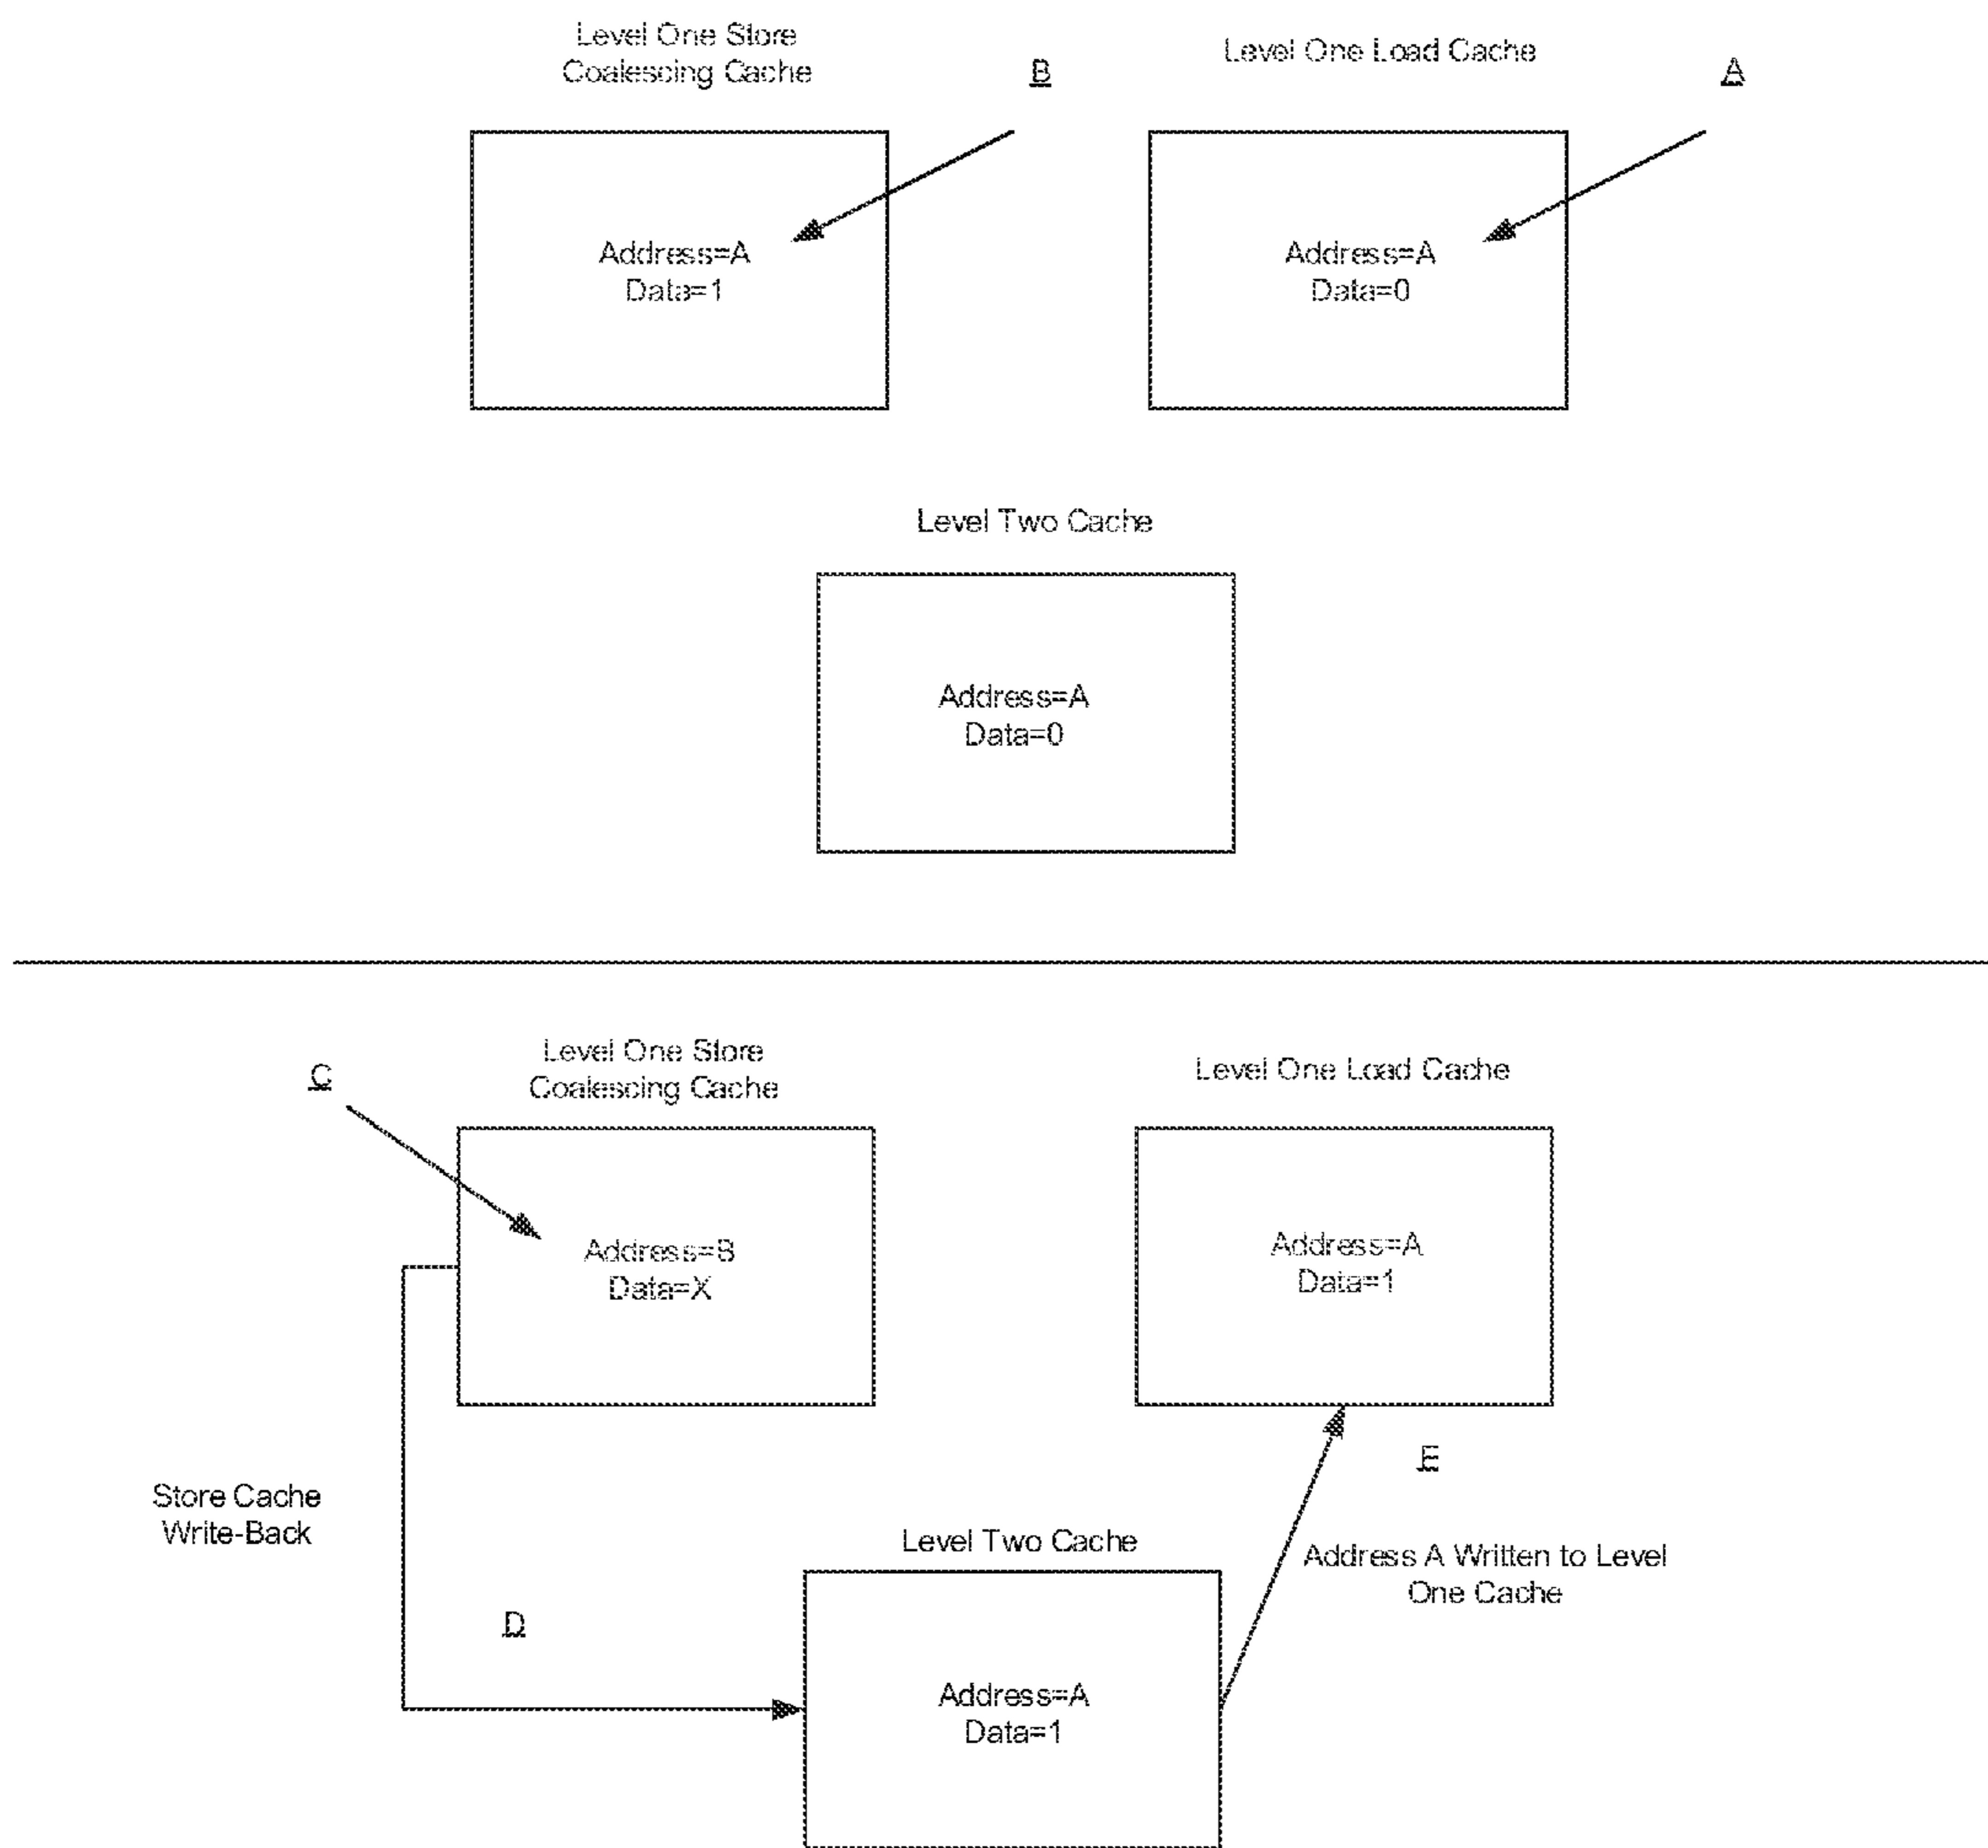 Level One Store
Coalescing Cache
B
Level One Load Cache
A
Address=A
Data=1
Address=A
Data=0
Level Two Cache
Address=A
Data=0
C
Level One Store
Coalescing Cache
Level One Load Cache
Address=B
Data=X
Address=A
Data=1
E
Store Cache
Write-Back
Level Two Cache
Address A Written to Level
One Cache
D
Address=A
Data=1